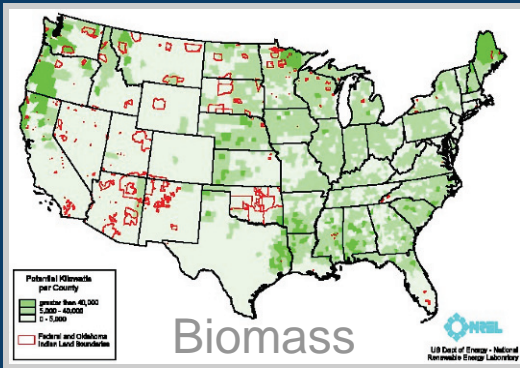 Potential Kilowatts
per County
greater than 40,000
5,000 - 40,000
0 - 5,000
Federal and Oklahoma
Indian Land Boundaries
Biomass
NREL
US Dept of Energy - National
Renewable Energy Laboratory